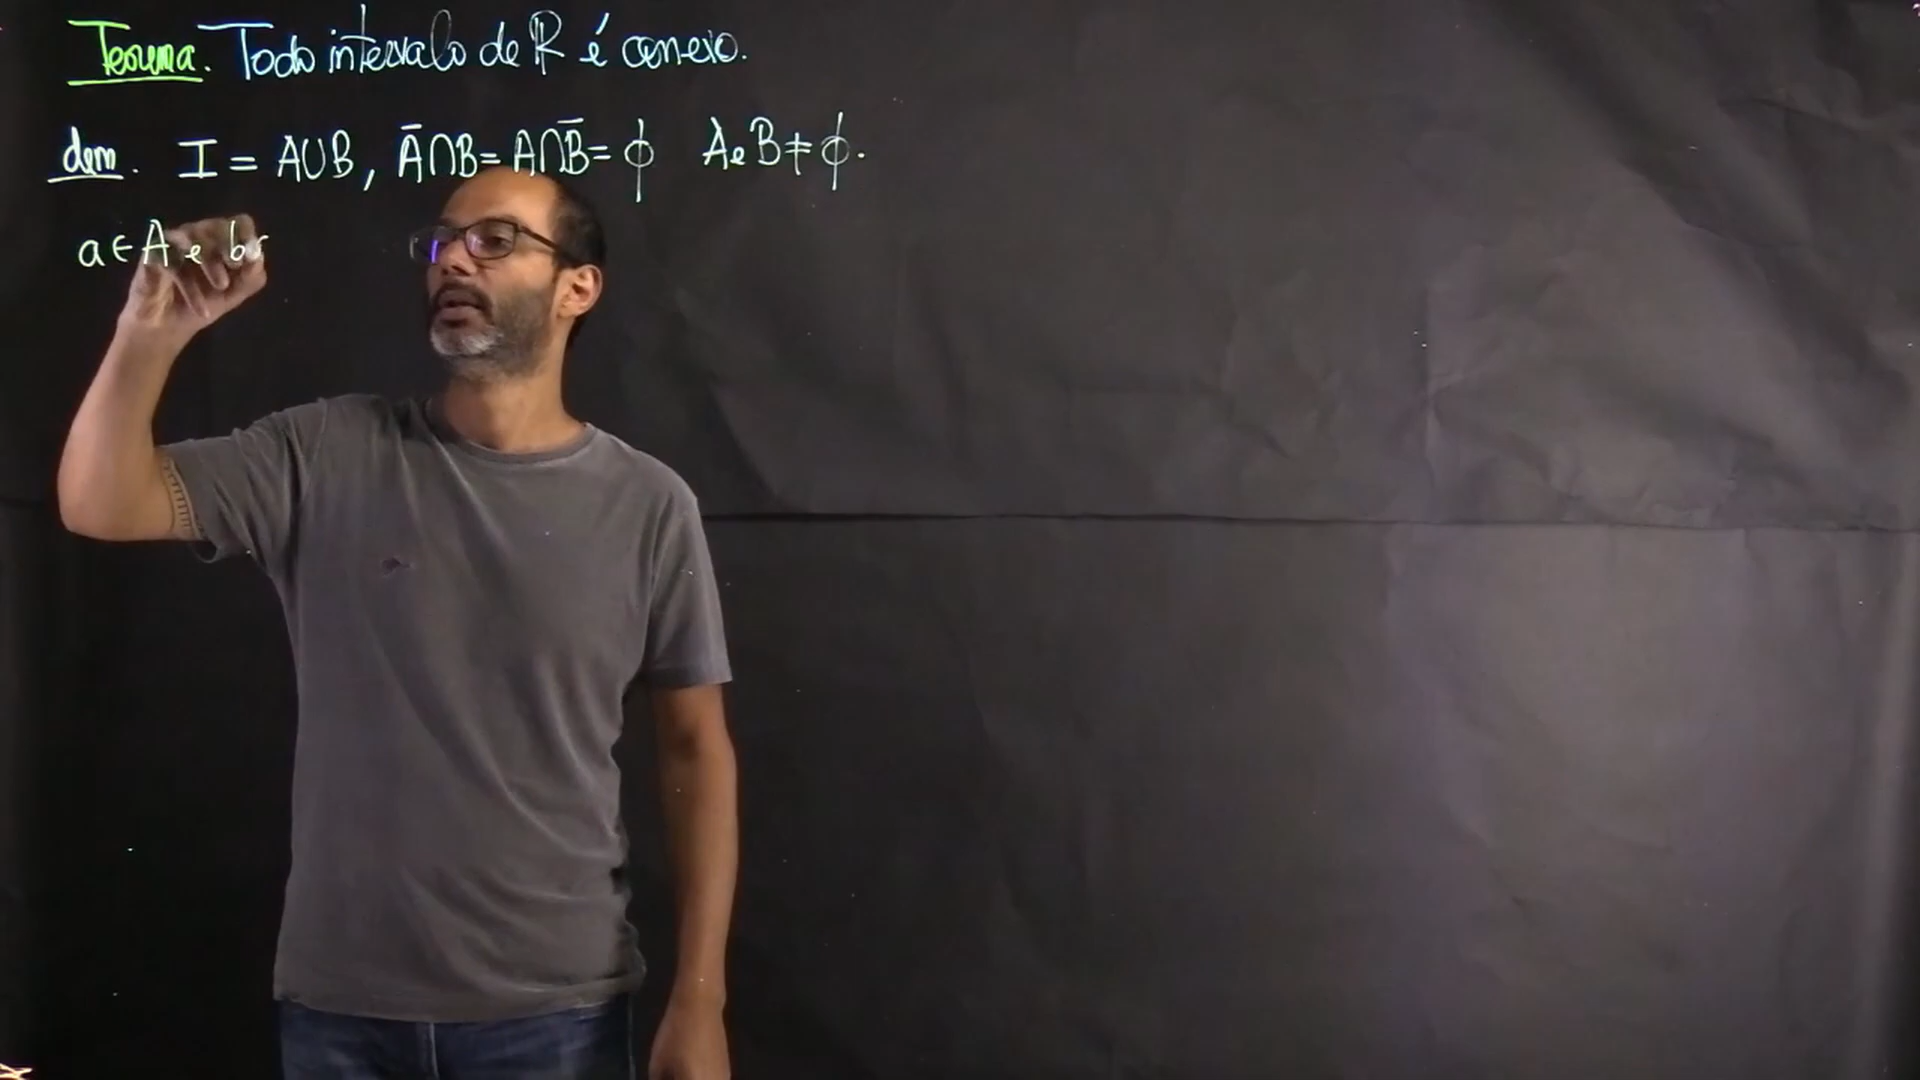 Teorema. Todo intervalo de ℝ é conexo.
dem. I = A∪B, Ā∩B = A∩B̄ = ϕ A e B ≠ ϕ.
a ∈ A e b ∈